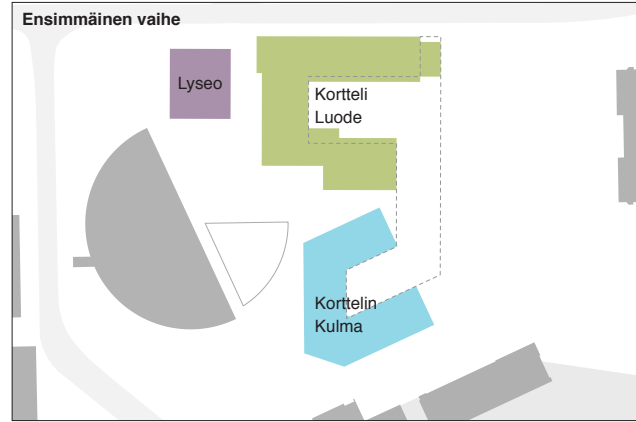 Ensimmäinen vaihe
Lyseo
Kortteli
Luode
Korttelin
Kulma